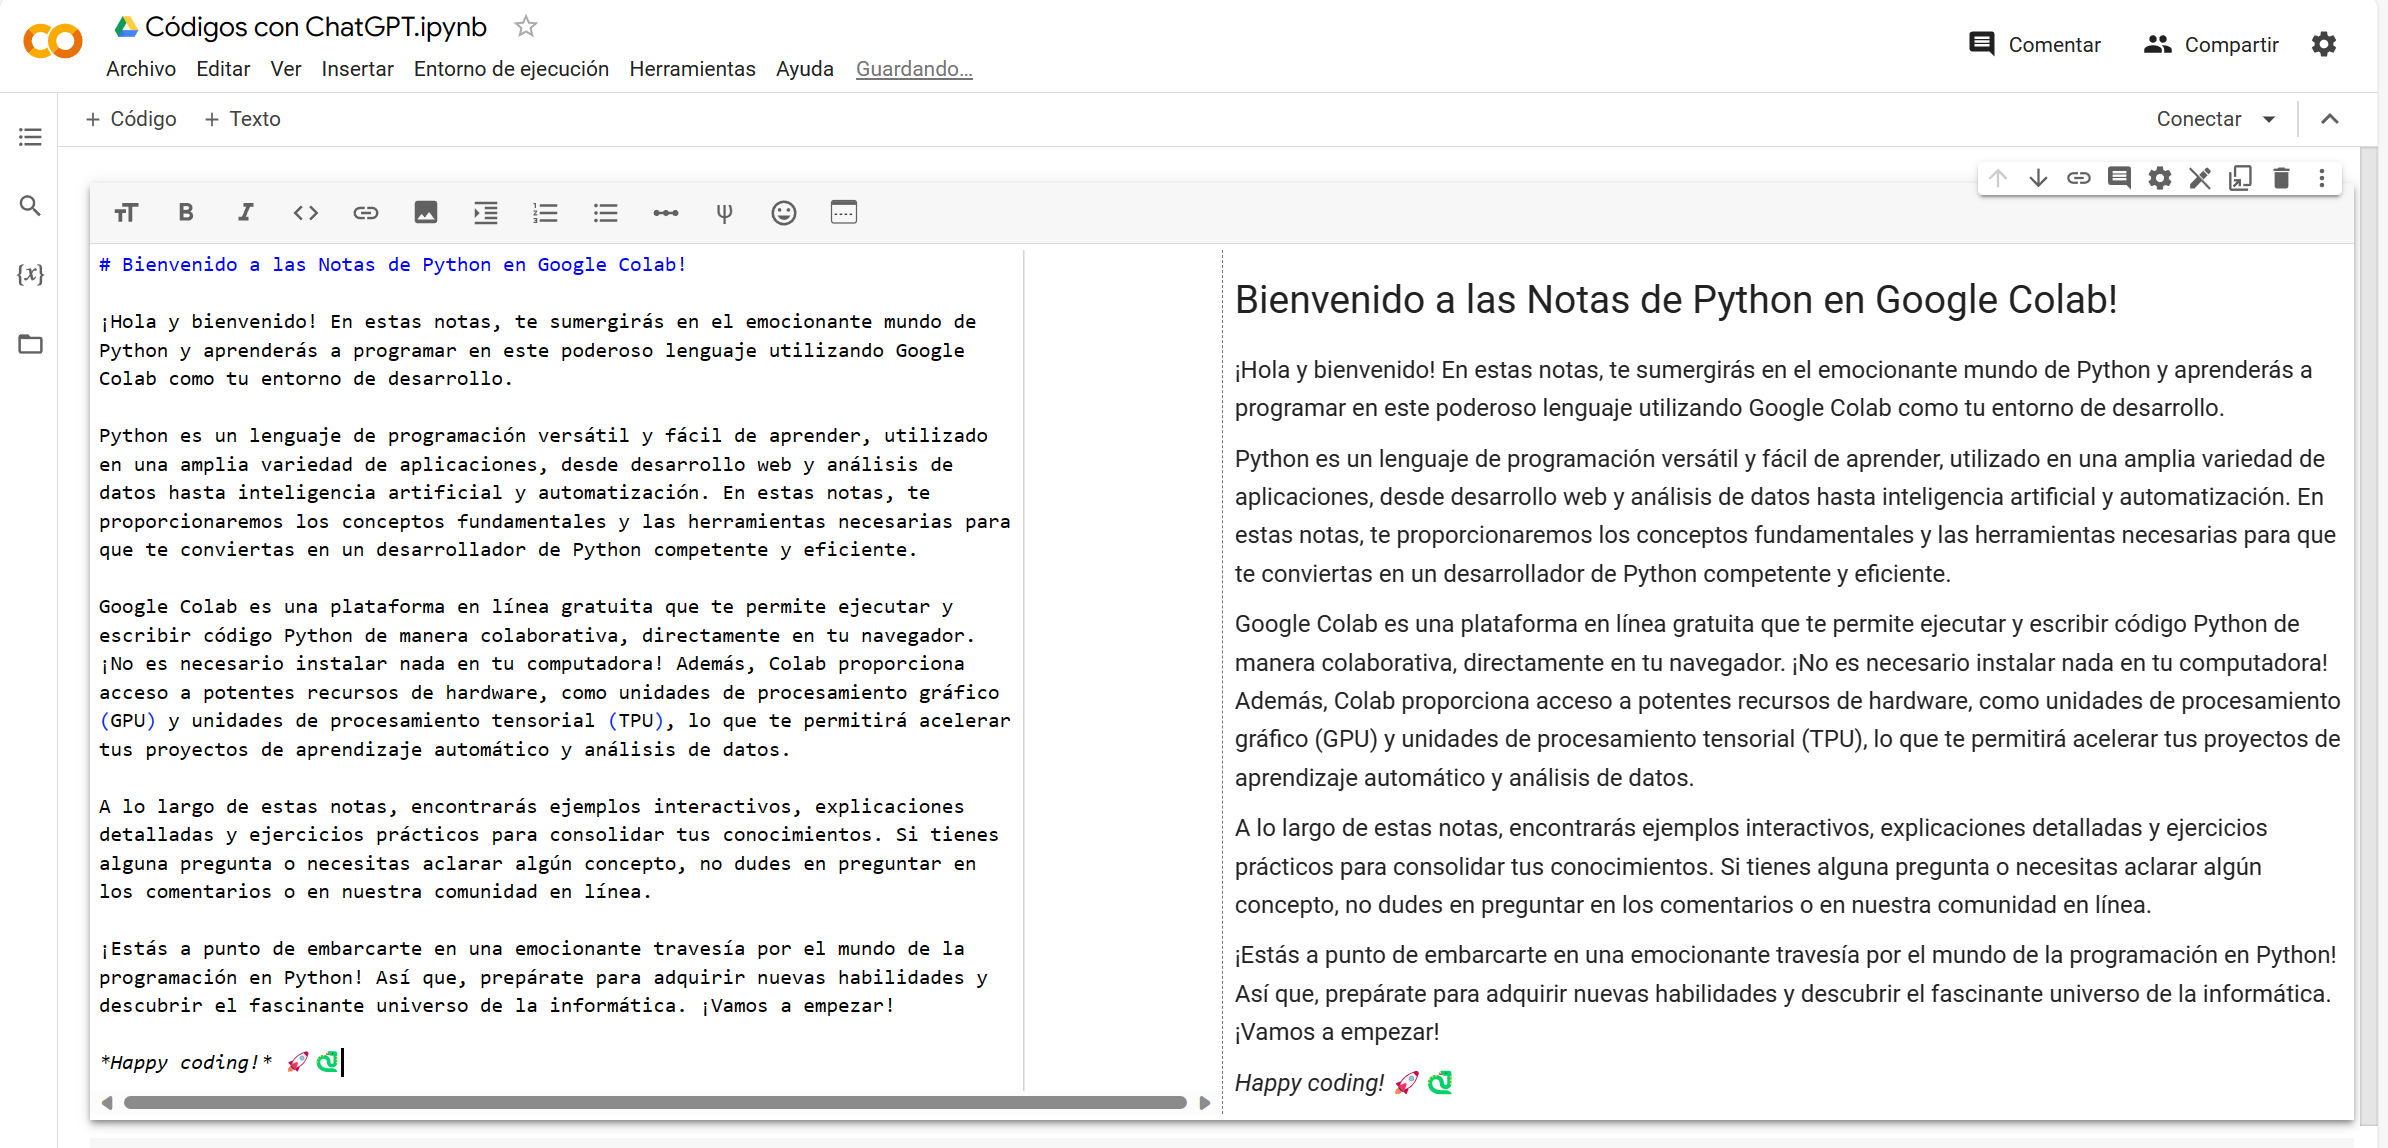 Códigos con ChatGPT.ipynb
Comentar
Compartir
Archivo Editar Ver Insertar Entorno de ejecución Herramientas Ayuda Guardando...
+ Código + Texto
Conectar
# Bienvenido a las Notas de Python en Google Colab!
¡Hola y bienvenido! En estas notas, te sumergirás en el emocionante mundo de
Python y aprenderás a programar en este poderoso lenguaje utilizando Google
Colab como tu entorno de desarrollo.
Python es un lenguaje de programación versátil y fácil de aprender, utilizado
en una amplia variedad de aplicaciones, desde desarrollo web y análisis de
datos hasta inteligencia artificial y automatización. En estas notas, te
proporcionaremos los conceptos fundamentales y las herramientas necesarias para
que te conviertas en un desarrollador de Python competente y eficiente.
Google Colab es una plataforma en línea gratuita que te permite ejecutar y
escribir código Python de manera colaborativa, directamente en tu navegador.
¡No es necesario instalar nada en tu computadora! Además, Colab proporciona
acceso a potentes recursos de hardware, como unidades de procesamiento gráfico
(GPU) y unidades de procesamiento tensorial (TPU), lo que te permitirá acelerar
tus proyectos de aprendizaje automático y análisis de datos.
A lo largo de estas notas, encontrarás ejemplos interactivos, explicaciones
detalladas y ejercicios prácticos para consolidar tus conocimientos. Si tienes
alguna pregunta o necesitas aclarar algún concepto, no dudes en preguntar en
los comentarios o en nuestra comunidad en línea.
¡Estás a punto de embarcarte en una emocionante travesía por el mundo de la
programación en Python! Así que, prepárate para adquirir nuevas habilidades y
descubrir el fascinante universo de la informática. ¡Vamos a empezar!
*Happy coding!* 🚀🐍
Bienvenido a las Notas de Python en Google Colab!
¡Hola y bienvenido! En estas notas, te sumergirás en el emocionante mundo de Python y aprenderás a
programar en este poderoso lenguaje utilizando Google Colab como tu entorno de desarrollo.
Python es un lenguaje de programación versátil y fácil de aprender, utilizado en una amplia variedad de
aplicaciones, desde desarrollo web y análisis de datos hasta inteligencia artificial y automatización. En
estas notas, te proporcionaremos los conceptos fundamentales y las herramientas necesarias para que
te conviertas en un desarrollador de Python competente y eficiente.
Google Colab es una plataforma en línea gratuita que te permite ejecutar y escribir código Python de
manera colaborativa, directamente en tu navegador. ¡No es necesario instalar nada en tu computadora!
Además, Colab proporciona acceso a potentes recursos de hardware, como unidades de procesamiento
gráfico (GPU) y unidades de procesamiento tensorial (TPU), lo que te permitirá acelerar tus proyectos de
aprendizaje automático y análisis de datos.
A lo largo de estas notas, encontrarás ejemplos interactivos, explicaciones detalladas y ejercicios
prácticos para consolidar tus conocimientos. Si tienes alguna pregunta o necesitas aclarar algún
concepto, no dudes en preguntar en los comentarios o en nuestra comunidad en línea.
¡Estás a punto de embarcarte en una emocionante travesía por el mundo de la programación en Python!
Así que, prepárate para adquirir nuevas habilidades y descubrir el fascinante universo de la informática.
¡Vamos a empezar!
Happy coding! 🚀🐍